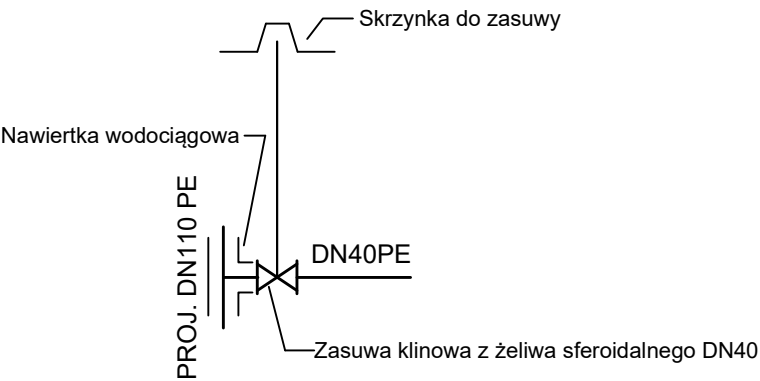 Skrzynka do zasuwy
Nawiertka wodociągowa
PROJ. DN110 PE
DN40PE
Zasuwa klinowa z żeliwa sferoidalnego DN40